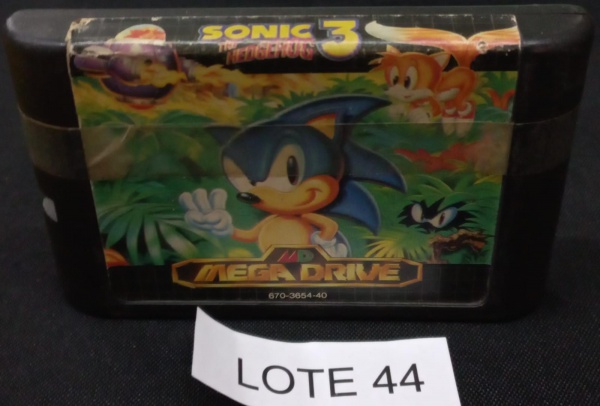 SONIC
THE HEDGEHOG 3
MD
MEGA DRIVE
670-3654-40
LOTE 44